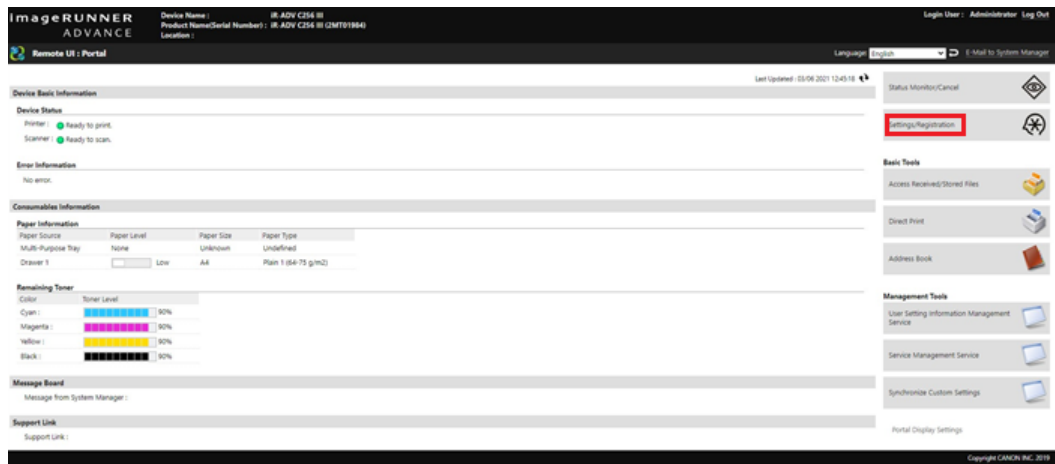 imageRUNNER ADVANCE
Device Name : iR-ADV C256 III
Product Name(Serial Number) : iR-ADV C256 III (2MT01984)
Location :
Login User : Administrator Log Out
Remote UI : Portal
Language: English E-Mail to System Manager
Last Updated : 03/06 2021 12:45:18
Device Basic Information
Device Status
Printer : Ready to print.
Scanner : Ready to scan.
Error Information
No error.
Consumables Information
Paper Information
Paper Source Paper Level Paper Size Paper Type
Multi-Purpose Tray None Unknown Undefined
Drawer 1 Low A4 Plain 1 (64-75 g/m2)
Remaining Toner
Color Toner Level
Cyan : 90%
Magenta : 90%
Yellow : 90%
Black : 90%
Message Board
Message from System Manager :
Support Link
Support Link :
Status Monitor/Cancel
Settings/Registration
Basic Tools
Access Received/Stored Files
Direct Print
Address Book
Management Tools
User Setting Information Management
Service
Service Management Service
Synchronize Custom Settings
Portal Display Settings
Copyright CANON INC. 2019